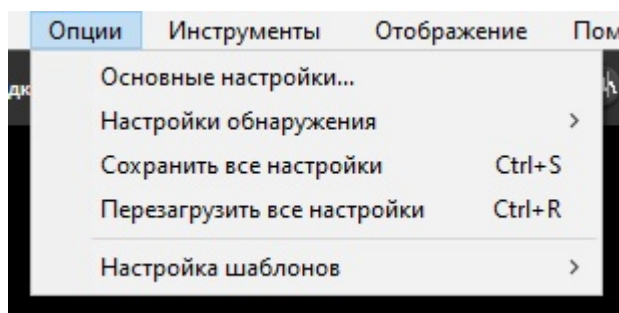 Опции Инструменты Отображение
Основные настройки...
Настройки обнаружения
Сохранить все настройки Ctrl+S
Перезагрузить все настройки Ctrl+R
Настройка шаблонов